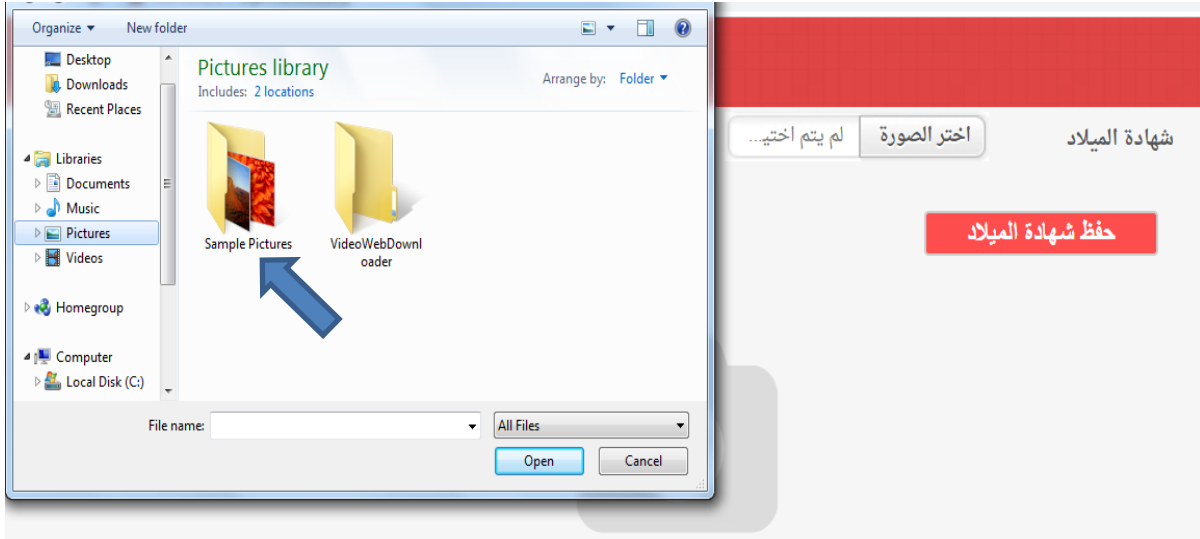 Organize
New folder
Desktop
Downloads
Recent Places
Libraries
Documents
Music
Pictures
Videos
Homegroup
Computer
Local Disk (C:)
Pictures library
Includes: 2 locations
Arrange by: Folder
Sample Pictures
VideoWebDownl
oader
File name:
All Files
Open
Cancel
شهادة الميلاد
اختر الصورة
لم يتم اختيـ...
حفظ شهادة الميلاد